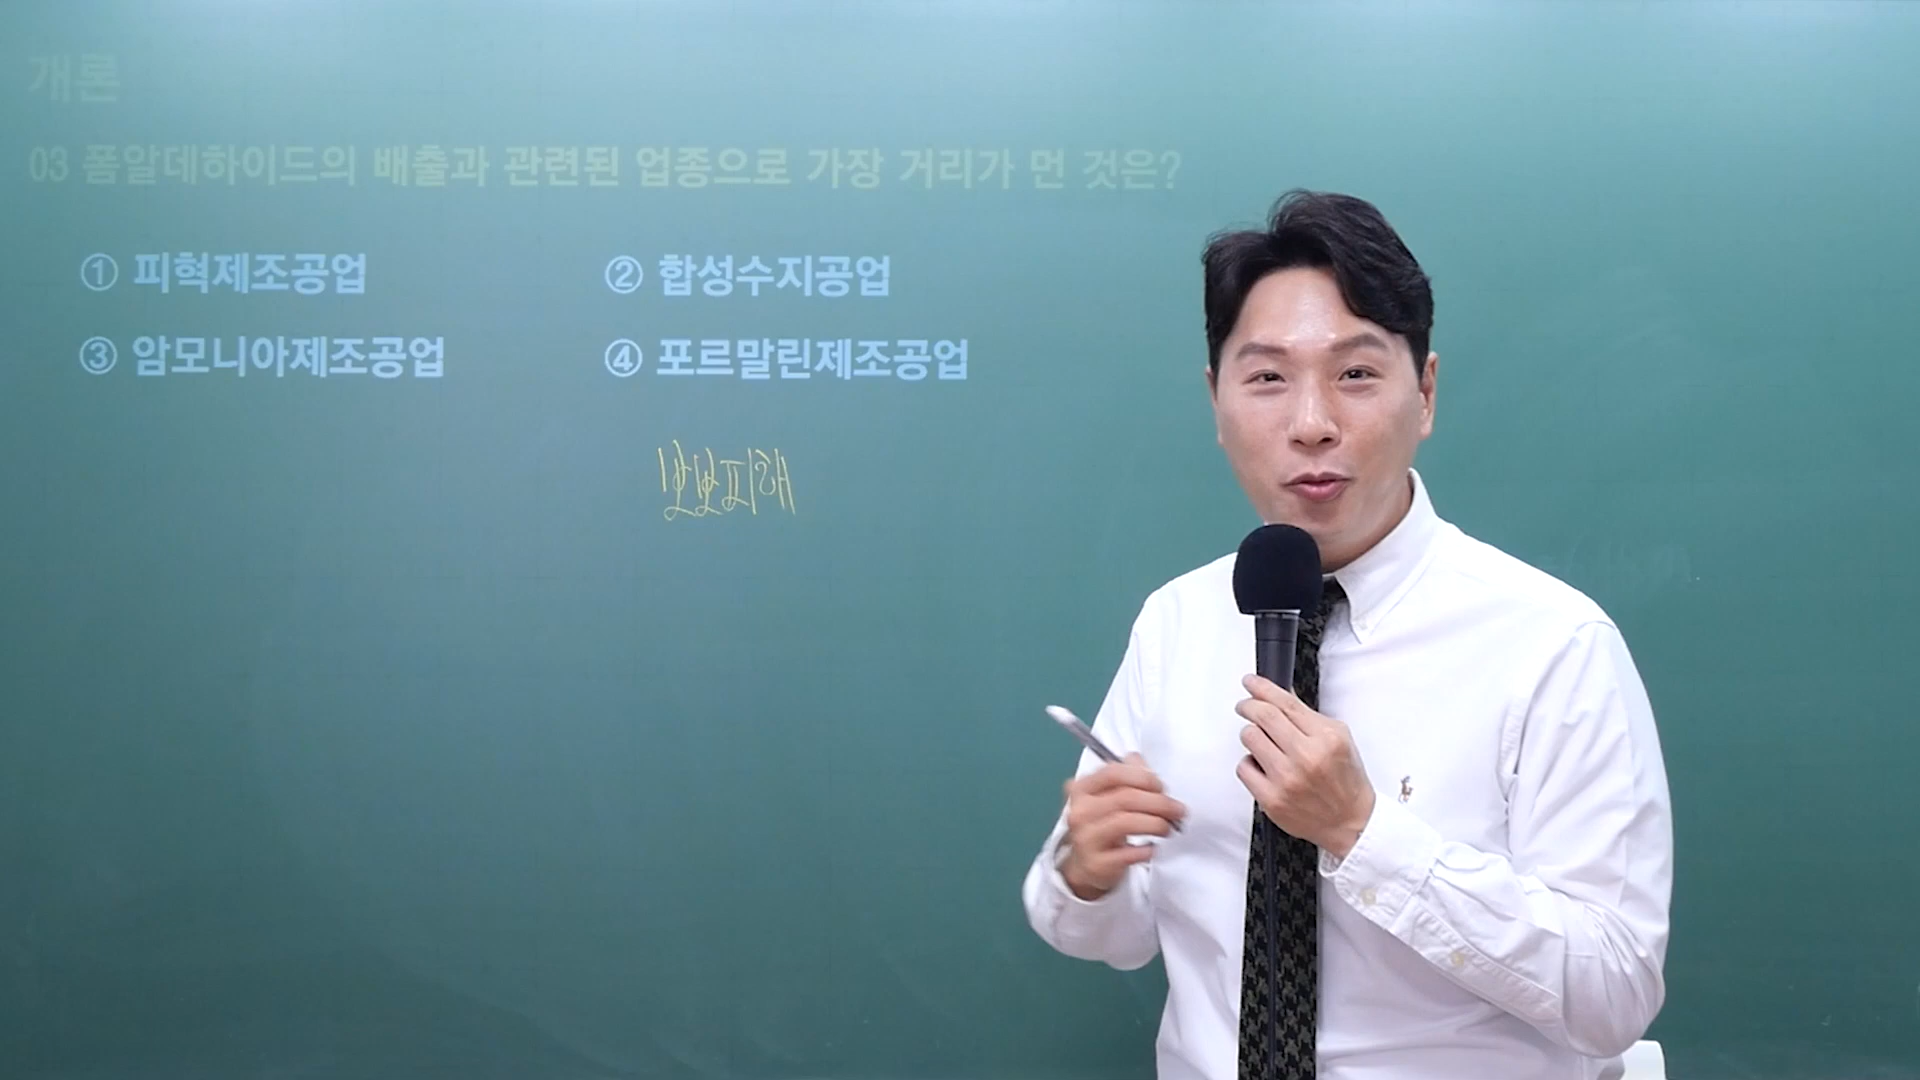 개론
03 폼알데하이드의 배출과 관련된 업종으로 가장 거리가 먼 것은?
① 피혁제조공업
② 합성수지공업
③ 암모니아제조공업
④ 포르말린제조공업